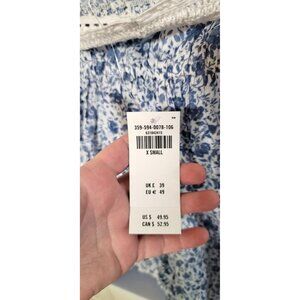 359-594-0078-106
X SMALL
UK £ 39
EU € 49
US $ 49.95
CAN $ 52.95